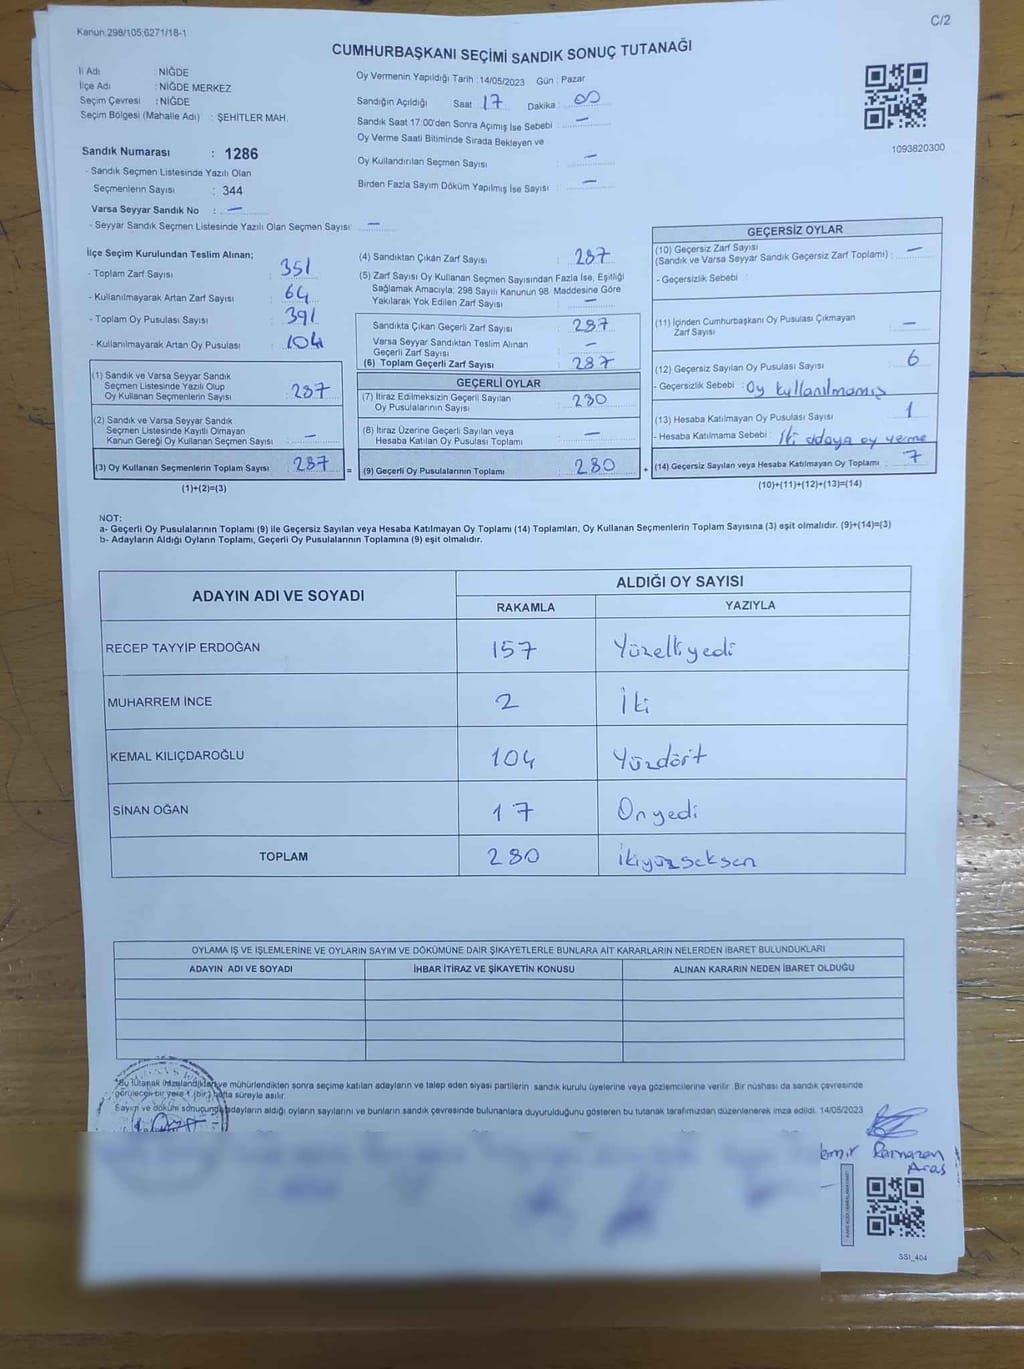 Kanun:298/105;6271/18-1
C/2
CUMHURBAŞKANI SEÇİMİ SANDIK SONUÇ TUTANAĞI
İl Adı : NİĞDE
İlçe Adı : NİĞDE MERKEZ
Seçim Çevresi : NİĞDE
Seçim Bölgesi (Mahalle Adı) : ŞEHİTLER MAH.
Sandık Numarası : 1286
- Sandık Seçmen Listesinde Yazılı Olan
Seçmenlerin Sayısı : 344
Varsa Seyyar Sandık No : —
- Seyyar Sandık Seçmen Listesinde Yazılı Olan Seçmen Sayısı: —
Oy Vermenin Yapıldığı Tarih :14/05/2023 Gün : Pazar
Sandığın Açıldığı Saat 17 Dakika : 00
Sandık Saat 17:00'den Sonra Açımış İse Sebebi : —
Oy Verme Saati Bitiminde Sırada Bekleyen ve
Oy Kullandırılan Seçmen Sayısı : —
Birden Fazla Sayım Döküm Yapılmış İse Sayısı : —
1093820300
İlçe Seçim Kurulundan Teslim Alınan;
- Toplam Zarf Sayısı : 351
- Kullanılmayarak Artan Zarf Sayısı : 64
- Toplam Oy Pusulası Sayısı : 391
- Kullanılmayarak Artan Oy Pusulası : 104
(1) Sandık ve Varsa Seyyar Sandık
Seçmen Listesinde Yazılı Olup
Oy Kullanan Seçmenlerin Sayısı : 287
(2) Sandık ve Varsa Seyyar Sandık
Seçmen Listesinde Kayıtlı Olmayan
Kanun Gereği Oy Kullanan Seçmen Sayısı : —
(3) Oy Kullanan Seçmenlerin Toplam Sayısı : 287
(1)+(2)=(3)
(4) Sandıktan Çıkan Zarf Sayısı : 287
(5) Zarf Sayısı Oy Kullanan Seçmen Sayısından Fazla İse, Eşitliği
Sağlamak Amacıyla; 298 Sayılı Kanunun 98. Maddesine Göre
Yakılarak Yok Edilen Zarf Sayısı : —
Sandıkta Çıkan Geçerli Zarf Sayısı : 287
Varsa Seyyar Sandıktan Teslim Alınan
Geçerli Zarf Sayısı : —
(6) Toplam Geçerli Zarf Sayısı : 287
GEÇERLİ OYLAR
(7) İtiraz Edilmeksizin Geçerli Sayılan
Oy Pusulalarının Sayısı : 280
(8) İtiraz Üzerine Geçerli Sayılan veya
Hesaba Katılan Oy Pusulası Toplamı : —
= (9) Geçerli Oy Pusulalarının Toplamı : 280 +
GEÇERSİZ OYLAR
(10) Geçersiz Zarf Sayısı
(Sandık ve Varsa Seyyar Sandık Geçersiz Zarf Toplamı) : —
- Geçersizlik Sebebi :
(11) İçinden Cumhurbaşkanı Oy Pusulası Çıkmayan
Zarf Sayısı : —
(12) Geçersiz Sayılan Oy Pusulası Sayısı : 6
- Geçersizlik Sebebi : Oy kullanılmamış
(13) Hesaba Katılmayan Oy Pusulası Sayısı : 1
- Hesaba Katılmama Sebebi : İki adaya oy verme
(14) Geçersiz Sayılan veya Hesaba Katılmayan Oy Toplamı : 7
(10)+(11)+(12)+(13)=(14)
NOT:
a- Geçerli Oy Pusulalarının Toplamı (9) ile Geçersiz Sayılan veya Hesaba Katılmayan Oy Toplamı (14) Toplamları, Oy Kullanan Seçmenlerin Toplam Sayısına (3) eşit olmalıdır. (9)+(14)=(3)
b- Adayların Aldığı Oyların Toplamı, Geçerli Oy Pusulalarının Toplamına (9) eşit olmalıdır.
ADAYIN ADI VE SOYADI
ALDIĞI OY SAYISI
RAKAMLA YAZIYLA
RECEP TAYYİP ERDOĞAN 157 Yüzelliyedi
MUHARREM İNCE 2 İki
KEMAL KILIÇDAROĞLU 104 Yüzdört
SİNAN OĞAN 17 Onyedi
TOPLAM 280 İkiyüzseksen
OYLAMA İŞ VE İŞLEMLERİNE VE OYLARIN SAYIM VE DÖKÜMÜNE DAİR ŞİKAYETLERLE BUNLARA AİT KARARLARIN NELERDEN İBARET BULUNDUKLARI
ADAYIN ADI VE SOYADI İHBAR İTİRAZ VE ŞİKAYETİN KONUSU ALINAN KARARIN NEDEN İBARET OLDUĞU
*Bu tutanak imzalandıktan ve mühürlendikten sonra seçime katılan adayların ve talep eden siyasi partilerin sandık kurulu üyelerine veya gözlemcilerine verilir. Bir nüshası da sandık çevresinde
görülecek bir yere 1 (bir) hafta süreyle asılır.
Sayım ve dökümü sonucunda adayların aldığı oyların sayılarını ve bunların sandık çevresinde bulunanlara duyurulduğunu gösteren bu tutanak tarafımızdan düzenlenerek imza edildi. 14/05/2023
Ramazan
Aras
SSI_404